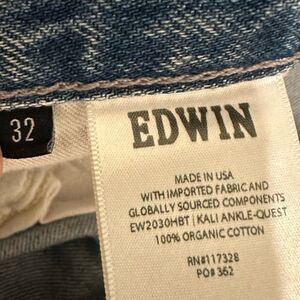 32
EDWIN
MADE IN USA
WITH IMPORTED FABRIC AND
GLOBALLY SOURCED COMPONENTS
EW2030HBT | KALI ANKLE-QUEST
100% ORGANIC COTTON
RN#117328
PO# 362